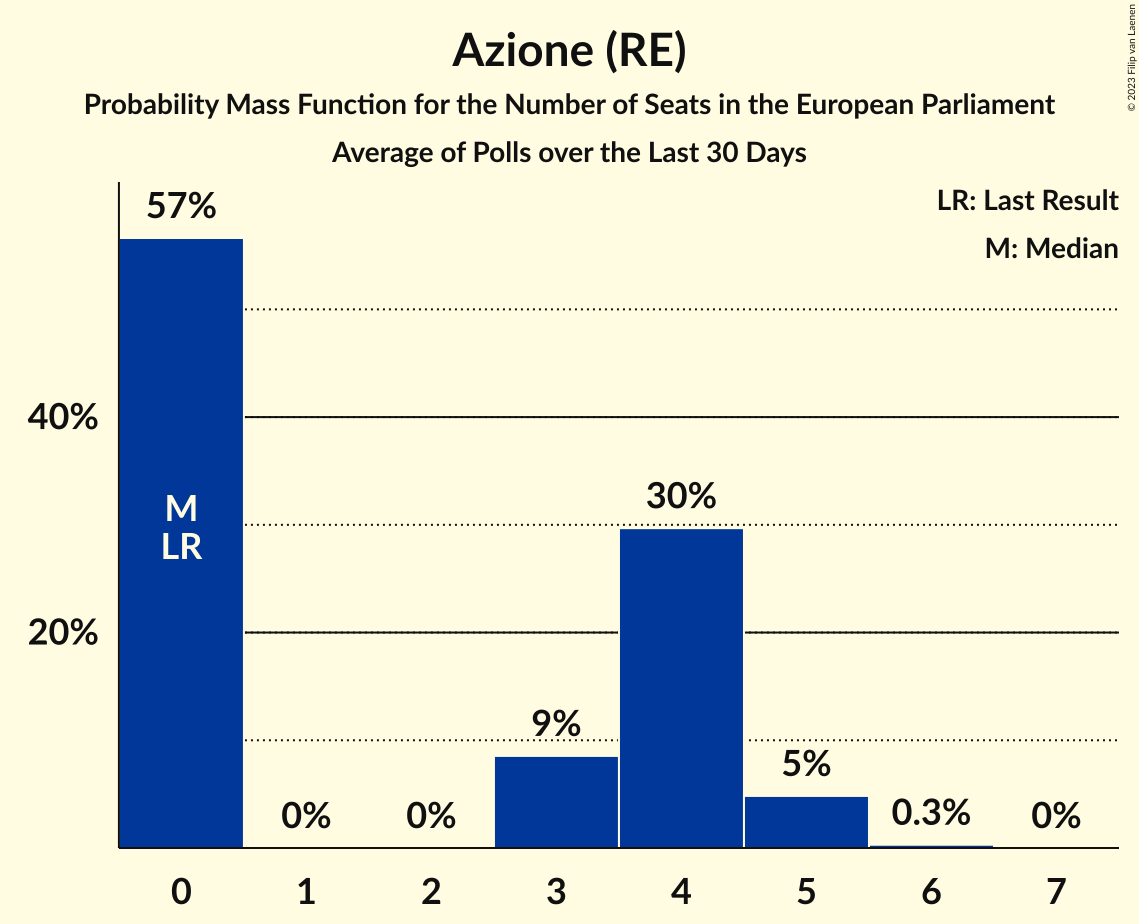 Azione (RE)
Probability Mass Function for the Number of Seats in the European Parliament
Average of Polls over the Last 30 Days
© 2023 Filip van Laenen
LR: Last Result
M: Median
57%
40%
20%
M
LR
0%
0%
9%
30%
5%
0.3%
0%
0 1 2 3 4 5 6 7